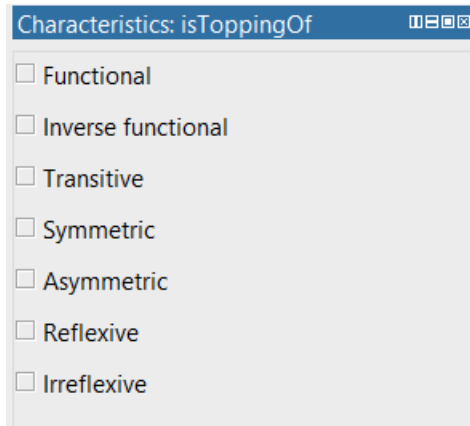 Characteristics: isToppingOf
Functional
Inverse functional
Transitive
Symmetric
Asymmetric
Reflexive
Irreflexive